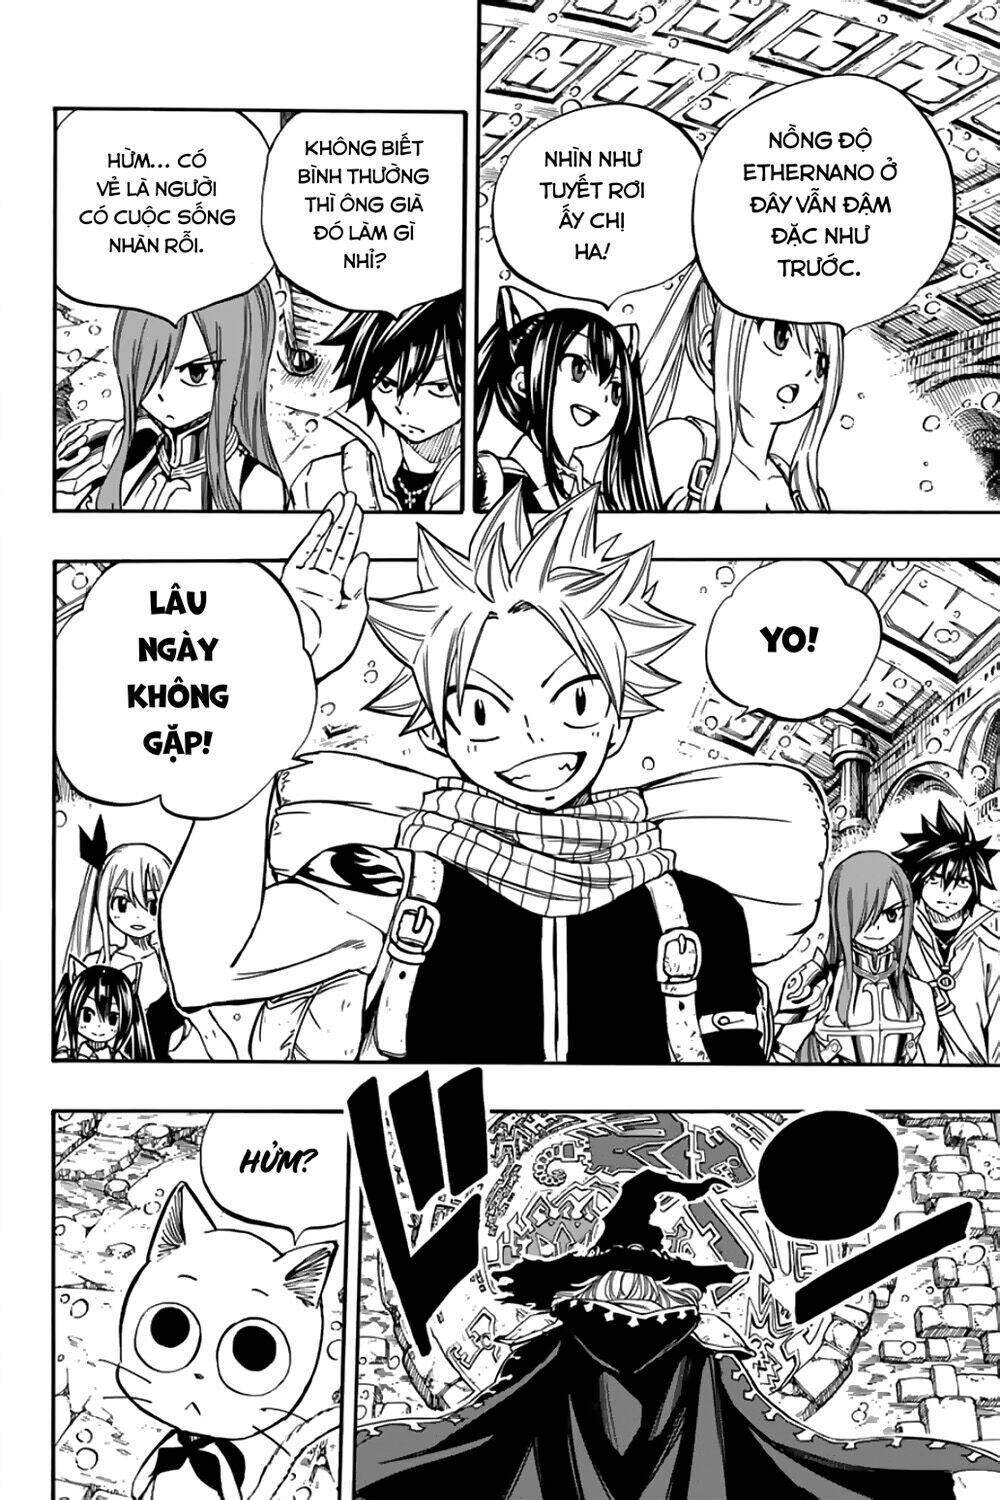 NỒNG ĐỘ
ETHERNANO Ở
ĐÂY VẪN ĐẬM
ĐẶC NHƯ
TRƯỚC.
NHÌN NHƯ
TUYẾT RƠI
ẤY CHỊ
HA!
KHÔNG BIẾT
BÌNH THƯỜNG
THÌ ÔNG GIÀ
ĐÓ LÀM GÌ
NHỈ?
HỪM... CÓ
VẺ LÀ NGƯỜI
CÓ CUỘC SỐNG
NHÀN RỖI.
YO!
LÂU
NGÀY
KHÔNG
GẶP!
HỬM?